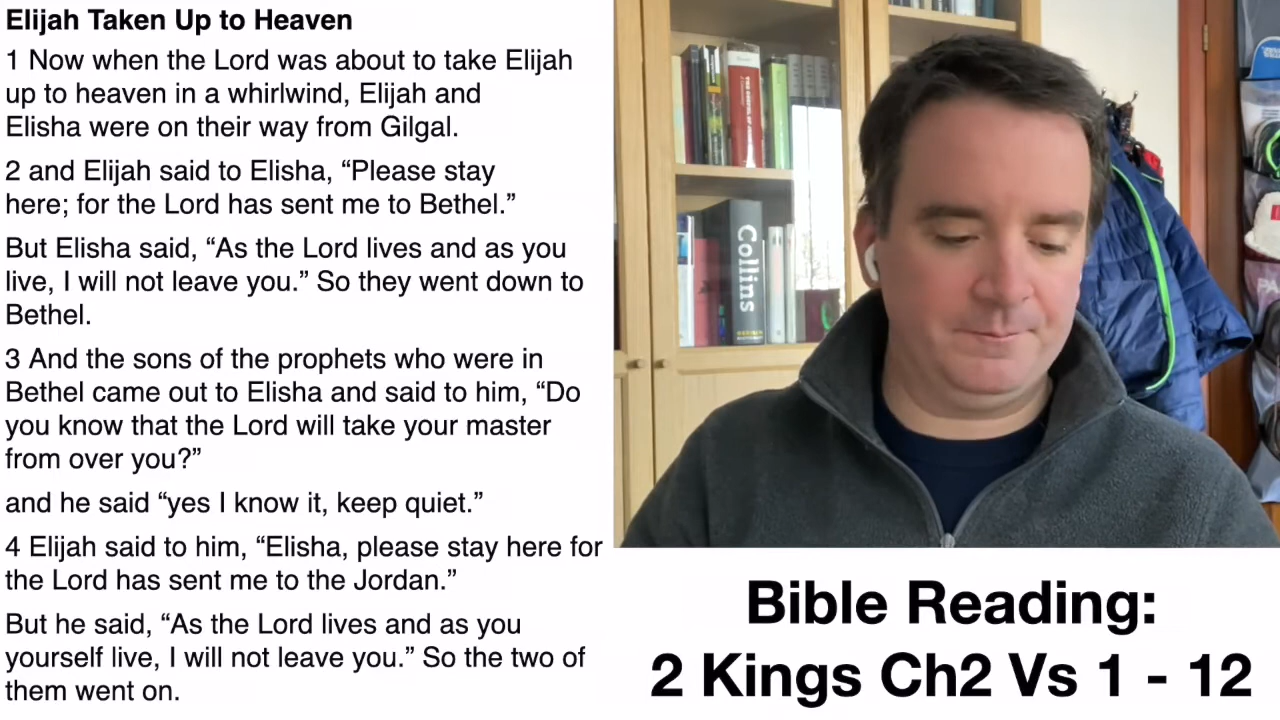 Elijah Taken Up to Heaven
1 Now when the Lord was about to take Elijah
up to heaven in a whirlwind, Elijah and
Elisha were on their way from Gilgal.
2 and Elijah said to Elisha, “Please stay
here; for the Lord has sent me to Bethel.”
But Elisha said, “As the Lord lives and as you
live, I will not leave you.” So they went down to
Bethel.
3 And the sons of the prophets who were in
Bethel came out to Elisha and said to him, “Do
you know that the Lord will take your master
from over you?”
and he said “yes I know it, keep quiet.”
4 Elijah said to him, “Elisha, please stay here for
the Lord has sent me to the Jordan.”
But he said, “As the Lord lives and as you
yourself live, I will not leave you.” So the two of
them went on.
Collins
Bible Reading:
2 Kings Ch2 Vs 1 - 12